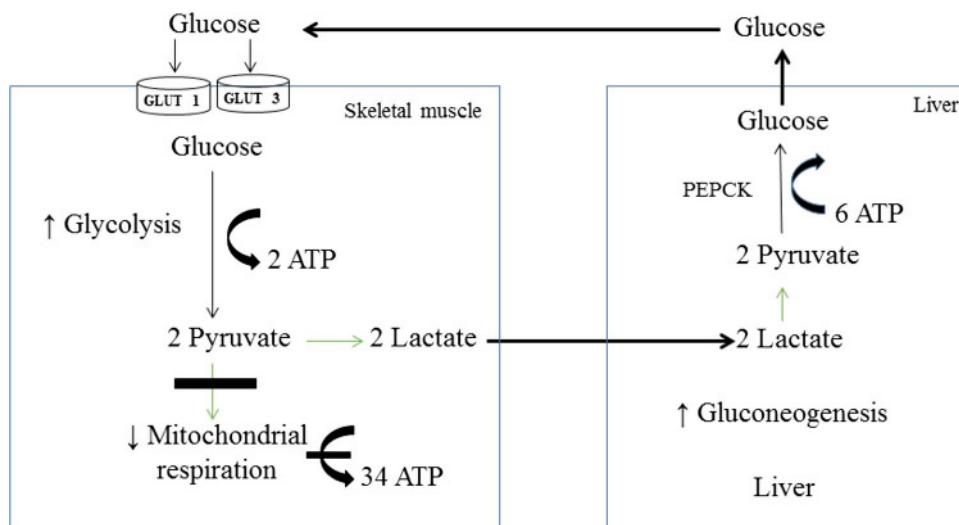 Glucose
Glucose
GLUT 1
GLUT 3
Skeletal muscle
Liver
Glucose
Glucose
PEPCK
↑ Glycolysis
6 ATP
2 ATP
2 Pyruvate
2 Pyruvate
2 Lactate
2 Lactate
↑ Gluconeogenesis
↓ Mitochondrial
respiration
34 ATP
Liver